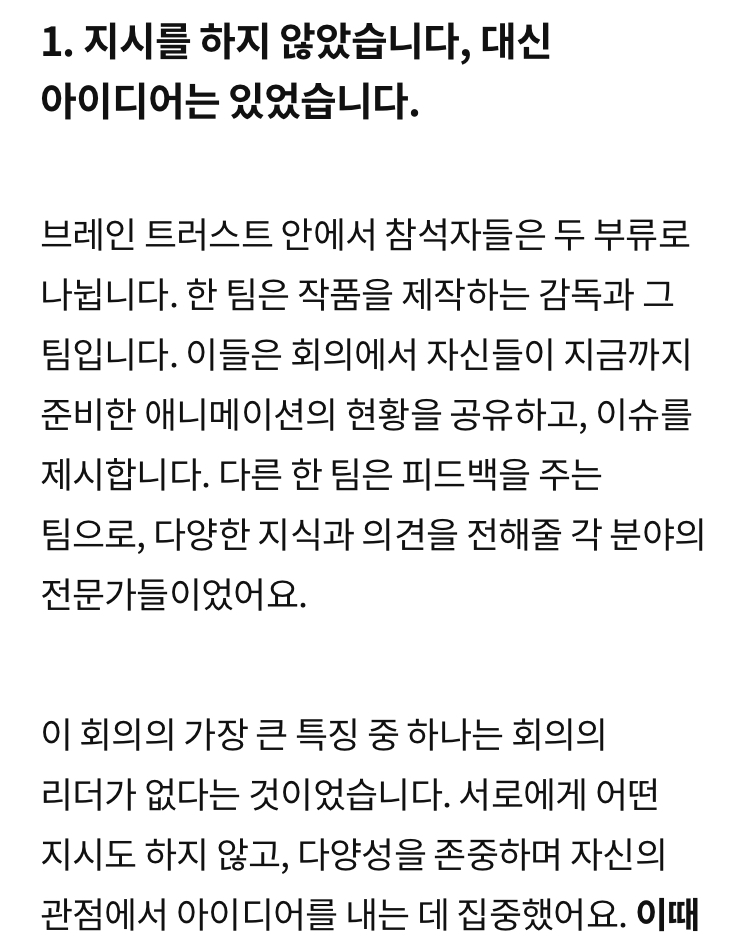 1. 지시를 하지 않았습니다, 대신
아이디어는 있었습니다.
브레인 트러스트 안에서 참석자들은 두 부류로
나뉩니다. 한 팀은 작품을 제작하는 감독과 그
팀입니다. 이들은 회의에서 자신들이 지금까지
준비한 애니메이션의 현황을 공유하고, 이슈를
제시합니다. 다른 한 팀은 피드백을 주는
팀으로, 다양한 지식과 의견을 전해줄 각 분야의
전문가들이었어요.
이 회의의 가장 큰 특징 중 하나는 회의의
리더가 없다는 것이었습니다. 서로에게 어떤
지시도 하지 않고, 다양성을 존중하며 자신의
관점에서 아이디어를 내는 데 집중했어요. 이때